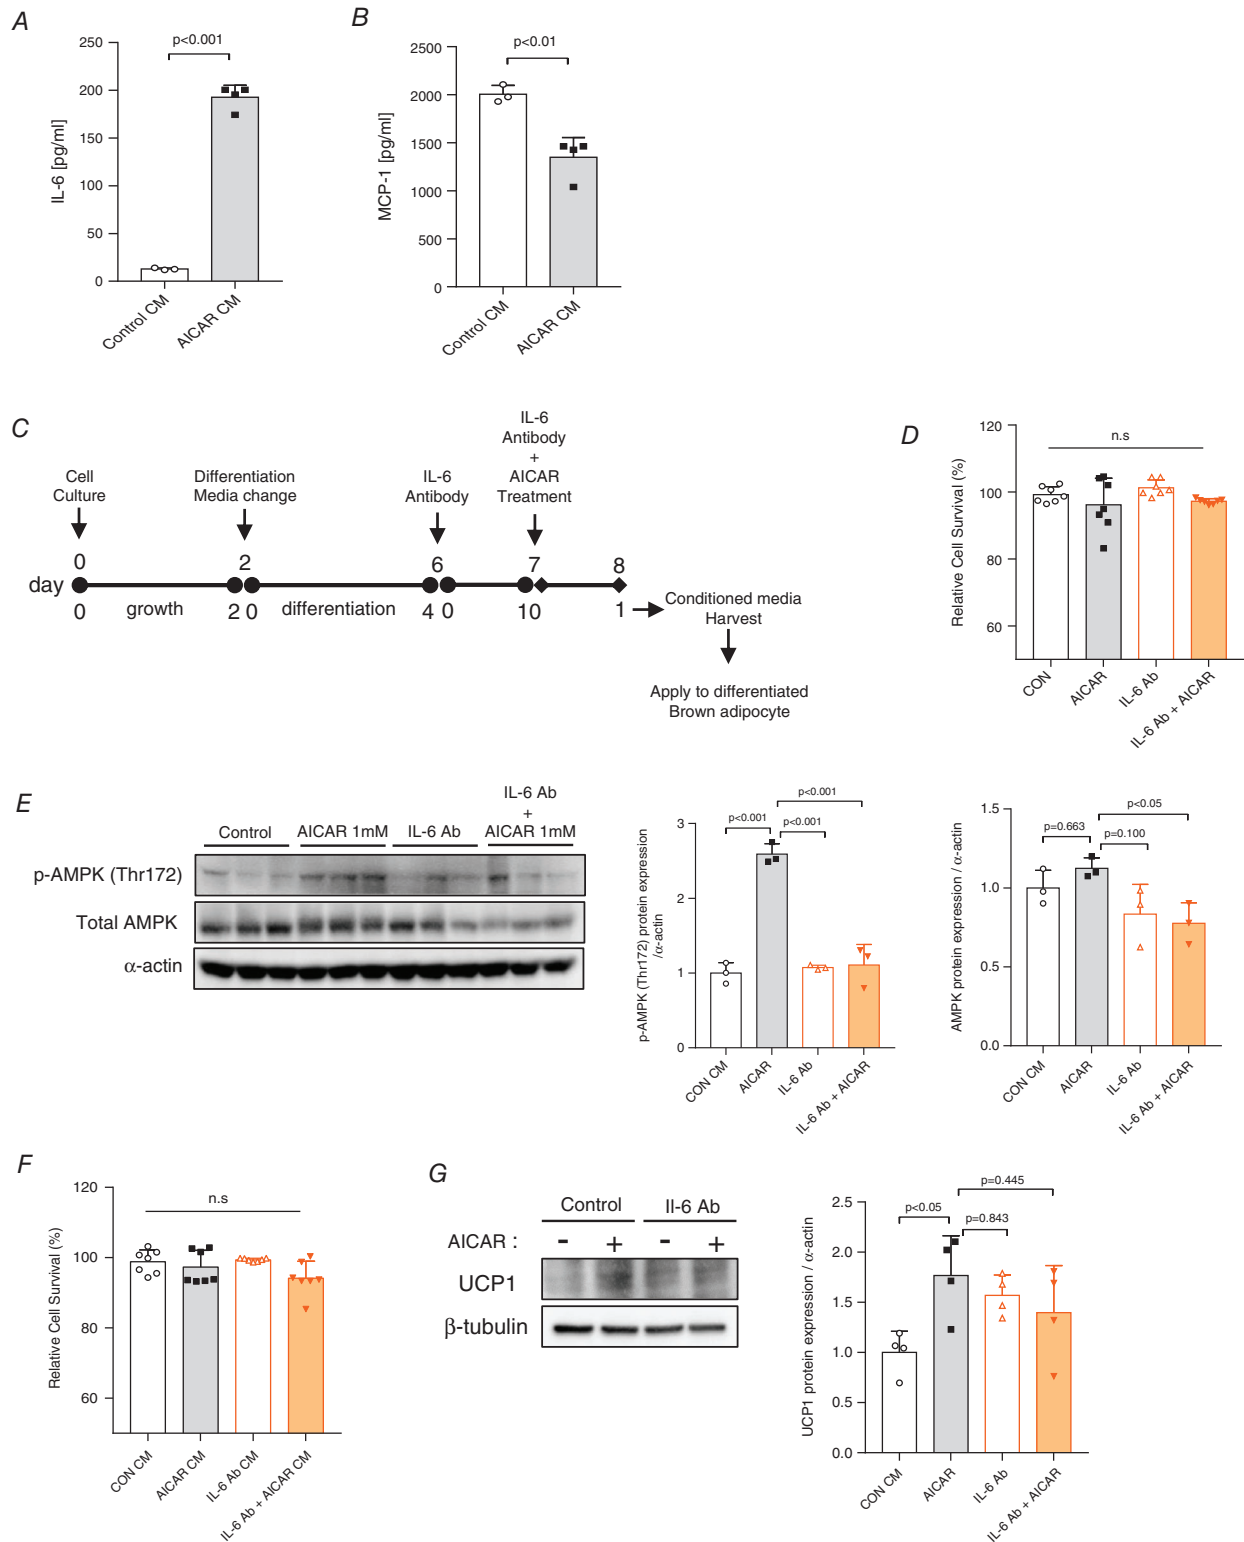 A
250
200
150
100
50
0
IL-6 [pg/ml]
p<0.001
Control CM
AICAR CM
B
2500
2000
1500
1000
500
0
MCP-1 [pg/ml]
p<0.01
Control CM
AICAR CM
C
Cell
Culture
Differentiation
Media change
IL-6
Antibody
IL-6
Antibody
+
AICAR
Treatment
0 2 6 7 8
day
0 growth 2 0 differentiation 4 0 1 0 1
Conditioned media
Harvest
Apply to differentiated
Brown adipocyte
D
120
100
80
60
Relative Cell Survival (%)
n.s
CON
AICAR
IL-6 Ab
IL-6 Ab + AICAR
E
Control
AICAR 1mM
IL-6 Ab
IL-6 Ab
+
AICAR 1mM
p-AMPK (Thr172)
Total AMPK
α-actin
p-AMPK (Thr172) protein expression
/α-actin
3
2
1
0
p<0.001
p<0.001
p<0.001
CON CM
AICAR
IL-6 Ab
IL-6 Ab + AICAR
AMPK protein expression / α-actin
1.5
1.0
0.5
0.0
p<0.05
p=0.663
p=0.100
CON CM
AICAR
IL-6 Ab
IL-6 Ab + AICAR
F
120
100
80
60
Relative Cell Survival (%)
n.s
CON CM
AICAR CM
IL-6 Ab CM
IL-6 Ab + AICAR CM
G
Control
Il-6 Ab
AICAR : - + - +
UCP1
β-tubulin
UCP1 protein expression / α-actin
2.5
2.0
1.5
1.0
0.5
0.0
p=0.445
p<0.05
p=0.843
CON CM
AICAR
IL-6 Ab
IL-6 Ab + AICAR